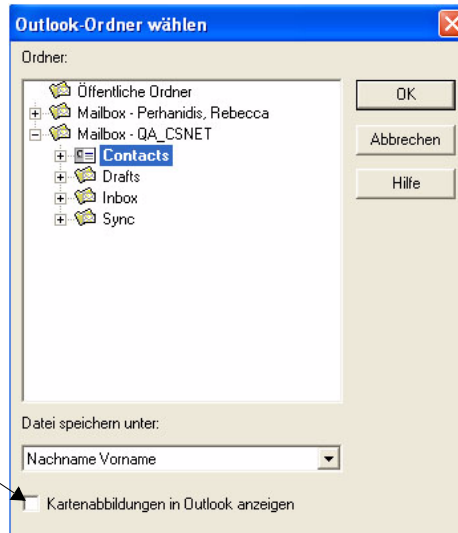 Outlook-Ordner wählen
Ordner:
Öffentliche Ordner
Mailbox - Perhanidis, Rebecca
Mailbox - QA_CSNET
Contacts
Drafts
Inbox
Sync
OK
Abbrechen
Hilfe
Datei speichern unter:
Nachname Vorname
Kartenabbildungen in Outlook anzeigen